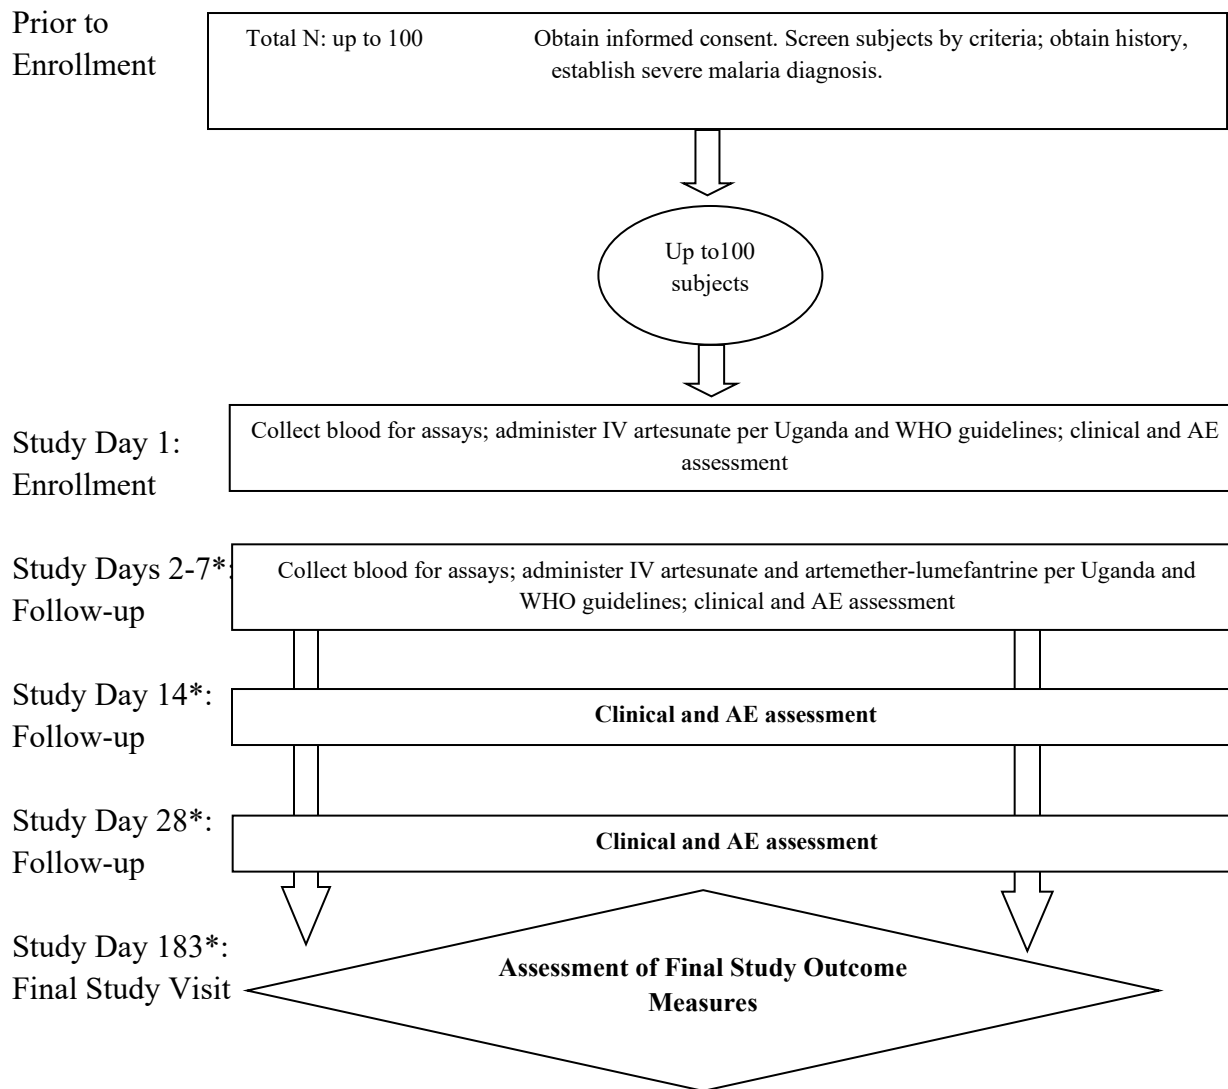 Prior to
Enrollment
Total N: up to 100 Obtain informed consent. Screen subjects by criteria; obtain history,
establish severe malaria diagnosis.
Up to100
subjects
Study Day 1:
Enrollment
Collect blood for assays; administer IV artesunate per Uganda and WHO guidelines; clinical and AE
assessment
Study Days 2-7*:
Follow-up
Collect blood for assays; administer IV artesunate and artemether-lumefantrine per Uganda and
WHO guidelines; clinical and AE assessment
Study Day 14*:
Follow-up
Clinical and AE assessment
Study Day 28*:
Follow-up
Clinical and AE assessment
Study Day 183*:
Final Study Visit
Assessment of Final Study Outcome
Measures